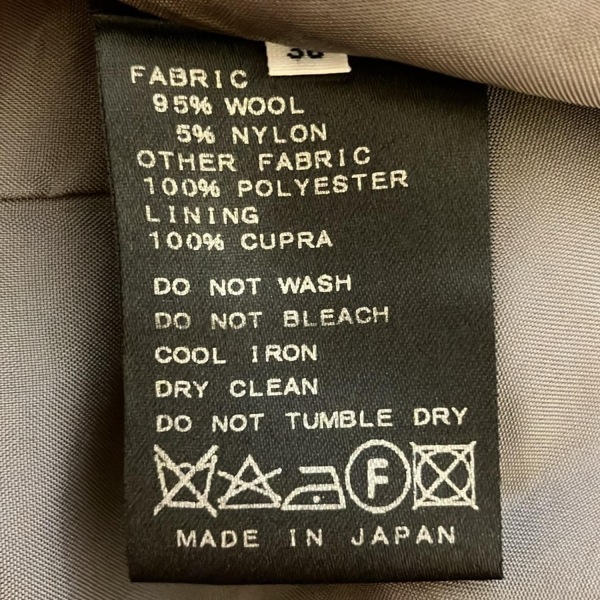 FABRIC
95% WOOL
5% NYLON
OTHER FABRIC
100% POLYESTER
LINING
100% CUPRA
DO NOT WASH
DO NOT BLEACH
COOL IRON
DRY CLEAN
DO NOT TUMBLE DRY
F
MADE IN JAPAN